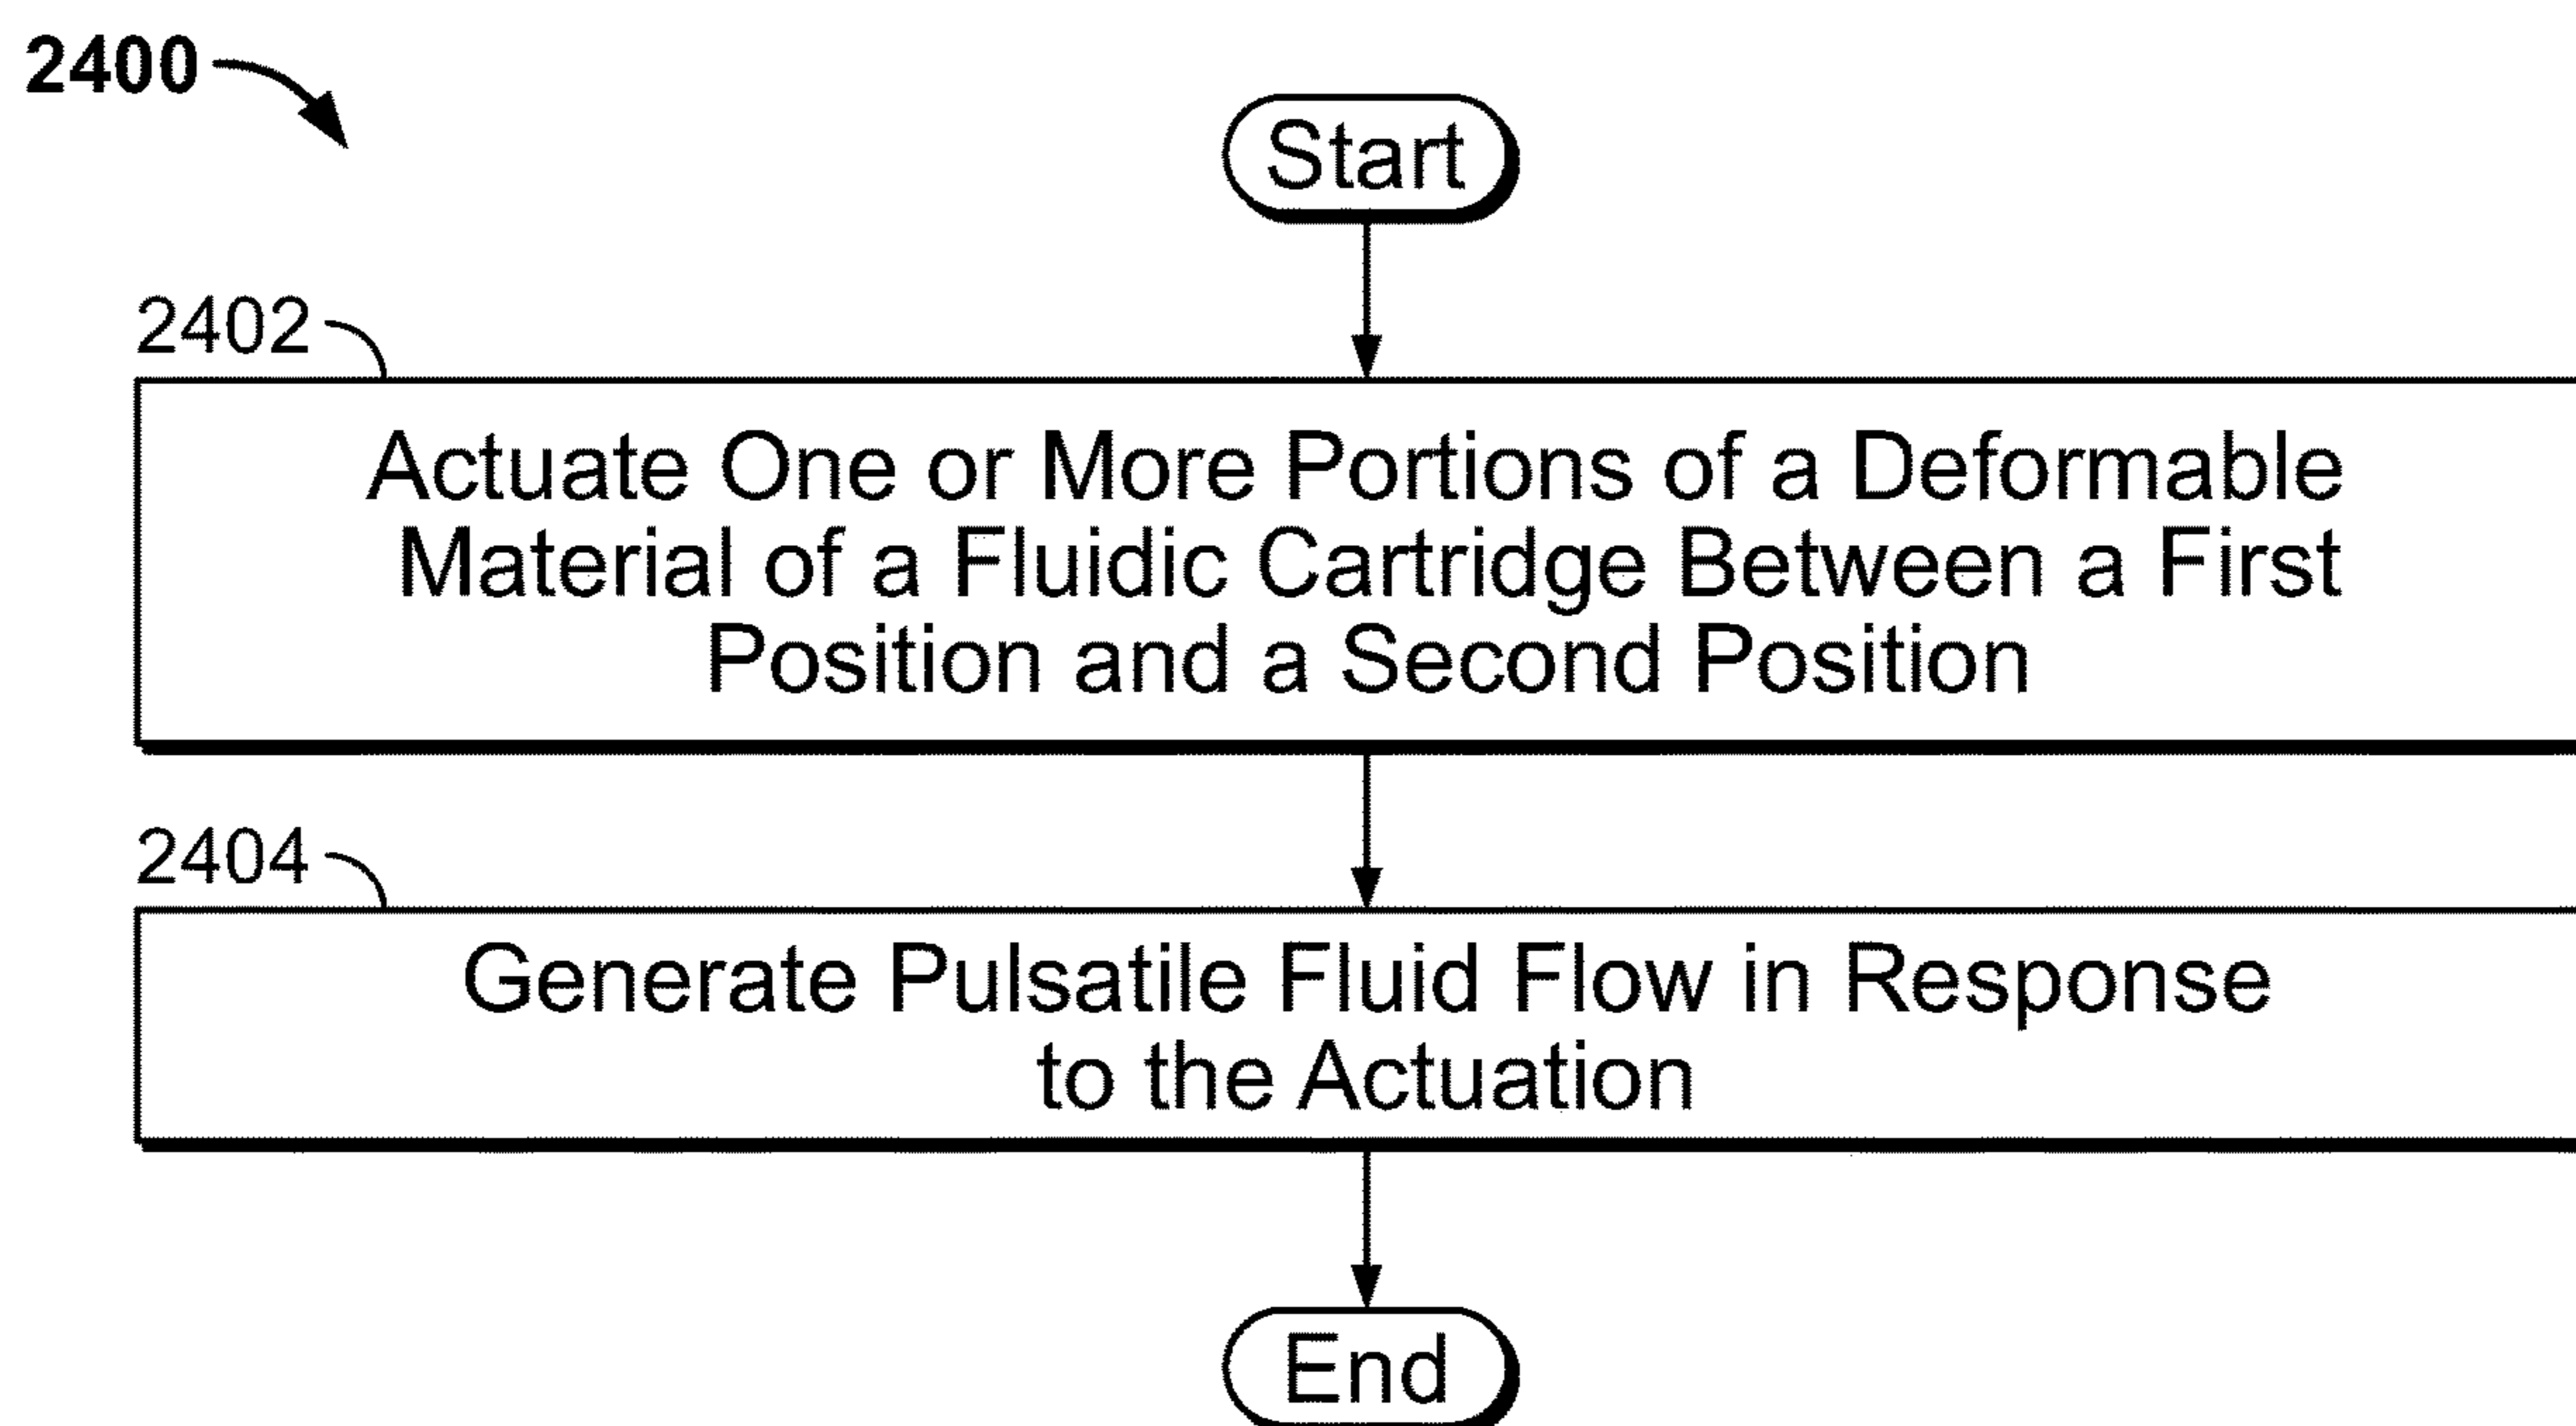 2400
Start
2402
Actuate One or More Portions of a Deformable
Material of a Fluidic Cartridge Between a First
Position and a Second Position
2404
Generate Pulsatile Fluid Flow in Response
to the Actuation
End